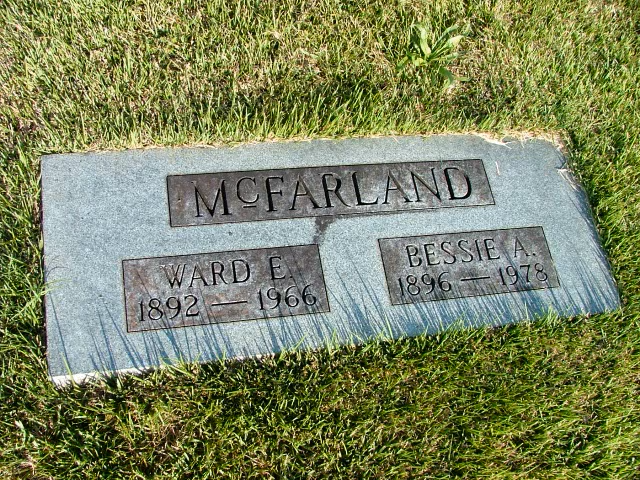 McFARLAND
WARD E.
1892 — 1966
BESSIE A.
1896 — 1978